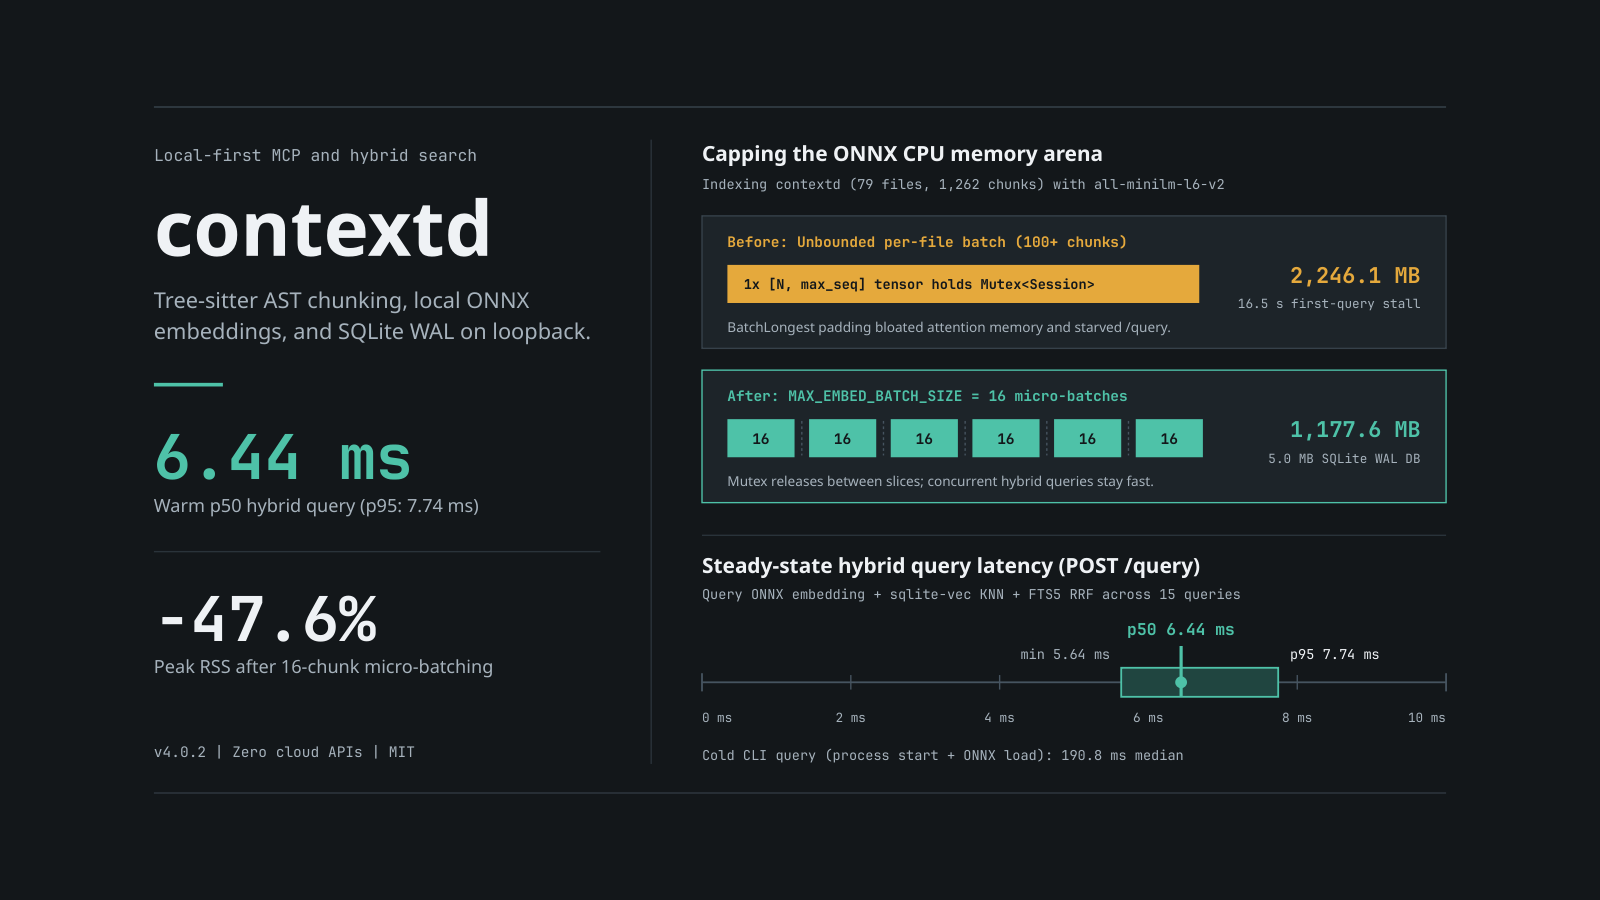 Local-first MCP and hybrid search
contextd
Tree-sitter AST chunking, local ONNX
embeddings, and SQLite WAL on loopback.
6.44 ms
Warm p50 hybrid query (p95: 7.74 ms)
-47.6%
Peak RSS after 16-chunk micro-batching
v4.0.2 | Zero cloud APIs | MIT
Capping the ONNX CPU memory arena
Indexing contextd (79 files, 1,262 chunks) with all-minilm-l6-v2
Before: Unbounded per-file batch (100+ chunks)
1x [N, max_seq] tensor holds Mutex<Session>
2,246.1 MB
16.5 s first-query stall
BatchLongest padding bloated attention memory and starved /query.
After: MAX_EMBED_BATCH_SIZE = 16 micro-batches
16 16 16 16 16 16
1,177.6 MB
5.0 MB SQLite WAL DB
Mutex releases between slices; concurrent hybrid queries stay fast.
Steady-state hybrid query latency (POST /query)
Query ONNX embedding + sqlite-vec KNN + FTS5 RRF across 15 queries
p50 6.44 ms
min 5.64 ms
p95 7.74 ms
0 ms 2 ms 4 ms 6 ms 8 ms 10 ms
Cold CLI query (process start + ONNX load): 190.8 ms median